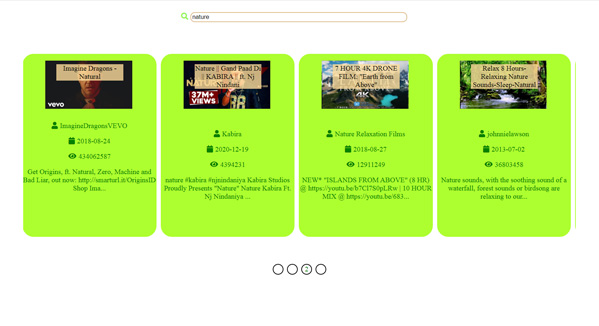 nature
Imagine Dragons -
Natural
vevo
ImagineDragonsVEVO
2018-08-24
434062587
Get Origins, ft. Natural, Zero, Machine and
Bad Liar, out now: http://smarturl.it/OriginsID
Shop Ima...
Nature || Gand Paad Da
|| KABIRA || ft. Nj
Nindani
37M+
VIEWS
Kabira
2020-12-19
4394231
nature #kabira #njnindaniya Kabira Studios
Proudly Presents "Nature" Nature Kabira Ft.
Nj Nindaniya ...
7 HOUR 4K DRONE
FILM: "Earth from
Above"
4K
Nature Relaxation Films
2018-08-27
12911249
NEW* "ISLANDS FROM ABOVE" (8 HR)
@ https://youtu.be/b7CI7S0pLRw | 10 HOUR
MIX @ https://youtu.be/683...
Relax 8 Hours-
Relaxing Nature
Sounds-Sleep-Natural
johnnielawson
2013-07-02
36803458
Nature sounds, with the soothing sound of a
waterfall, forest sounds or birdsong are
relaxing to our...
2